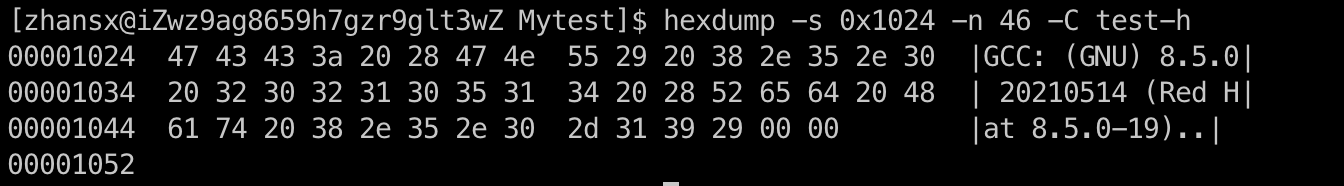 [zhansx@iZwz9ag8659h7gzr9glt3wZ Mytest]$ hexdump -s 0x1024 -n 46 -C test-h
00001024  47 43 43 3a 20 28 47 4e  55 29 20 38 2e 35 2e 30  |GCC: (GNU) 8.5.0|
00001034  20 32 30 32 31 30 35 31  34 20 28 52 65 64 20 48  | 20210514 (Red H|
00001044  61 74 20 38 2e 35 2e 30  2d 31 39 29 00 00        |at 8.5.0-19)..|
00001052